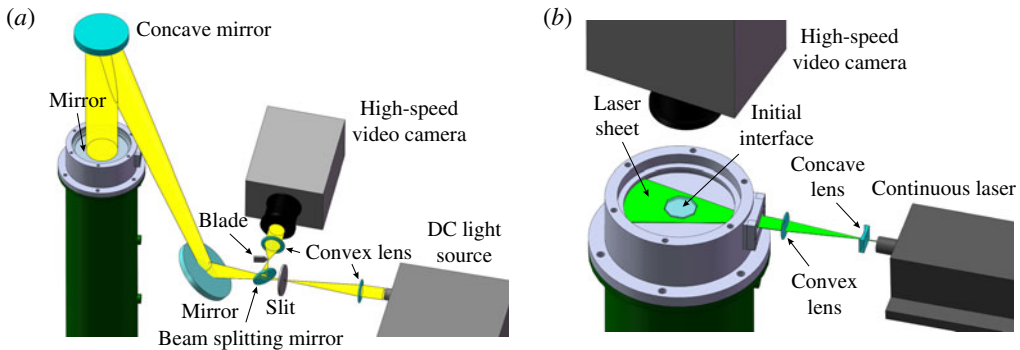 (a)
Concave mirror
Mirror
High-speed
video camera
Blade
Convex lens
DC light
source
Mirror
Slit
Beam splitting mirror
(b)
High-speed
video camera
Laser
sheet
Initial
interface
Concave
lens
Continuous laser
Convex
lens